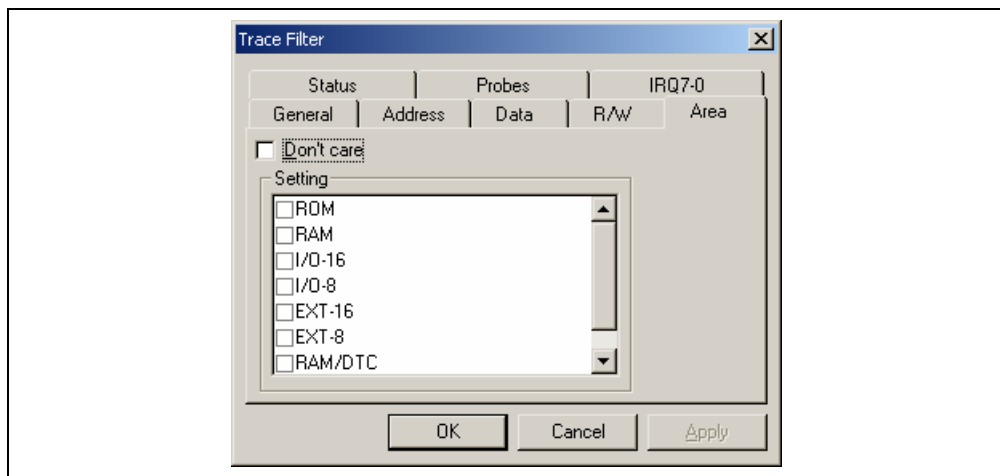 Trace Filter
Status Probes IRQ7-0
General Address Data R/W Area
Don't care
Setting
ROM
RAM
I/O-16
I/O-8
EXT-16
EXT-8
RAM/DTC
OK Cancel Apply